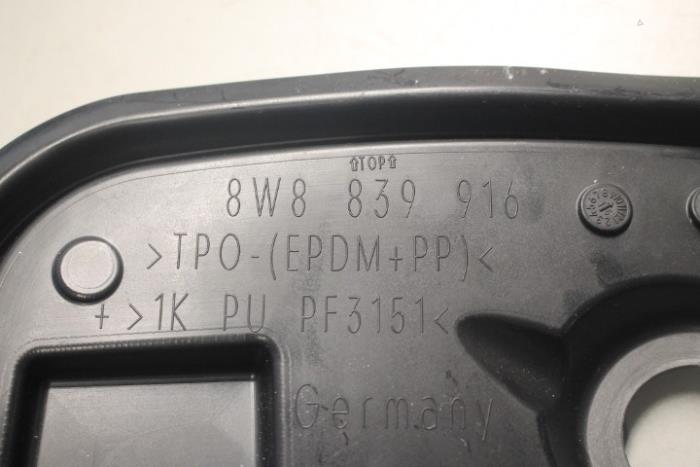 ⇧TOP⇧
8W8 839 916
>TPO-(EPDM+PP)<
+ >1K PU PF3151<
Germany